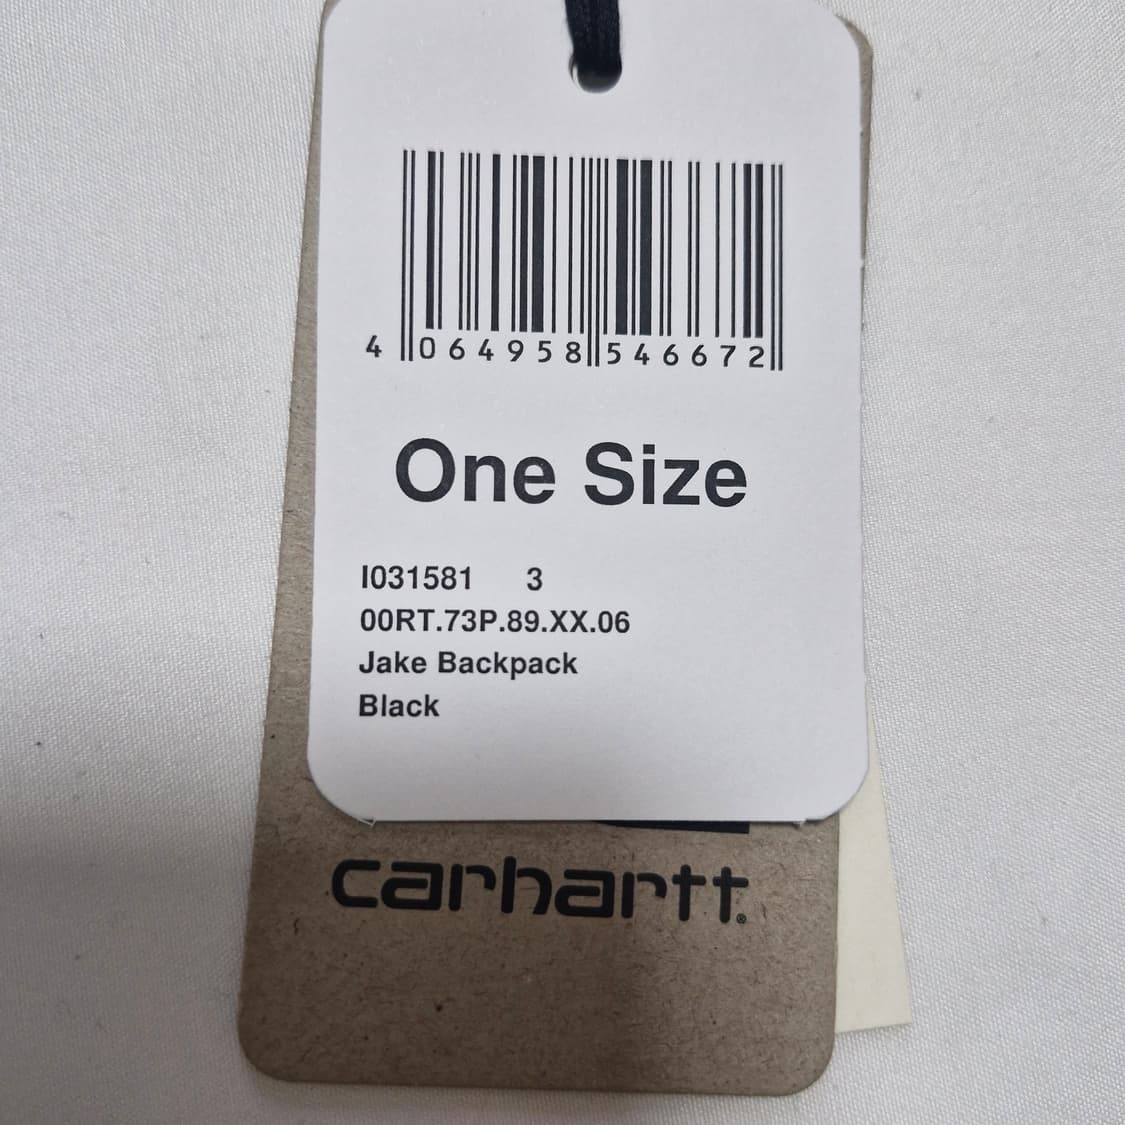 4 064958 546672
One Size
I031581 3
00RT.73P.89.XX.06
Jake Backpack
Black
carhartt®